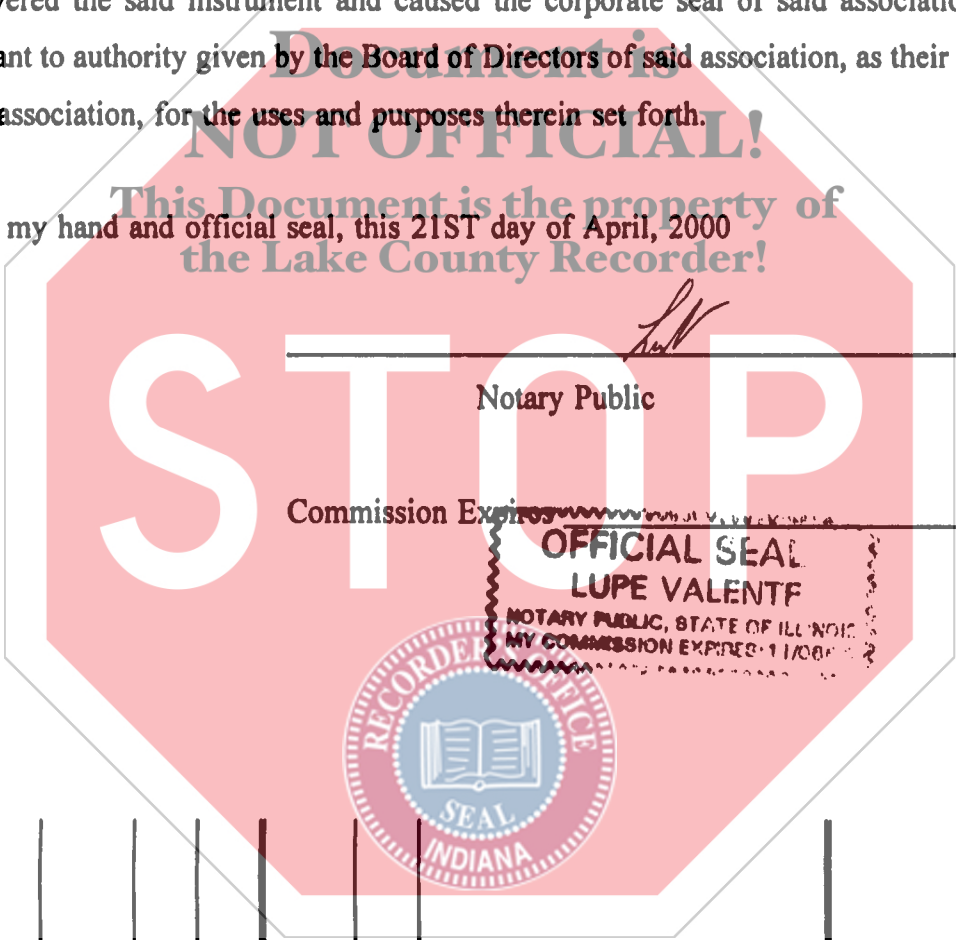 the said instrument and caused the corporate seal of said
to authority given by the Board of Directors of said association, as their
Document is
association, for the uses and purposes therein set forth.
NOT OFFICIAL!
This Document is the property of
my hand and official seal, this 21ST day of April, 2000
the Lake County Recorder!
STOP
Notary Public
Commission Expires
OFFICIAL SEAL
LUPE VALENTE
NOTARY PUBLIC, STATE OF ILLINOIS
MY COMMISSION EXPIRES
RECORDER'S OFFICE
SEAL
INDIANA